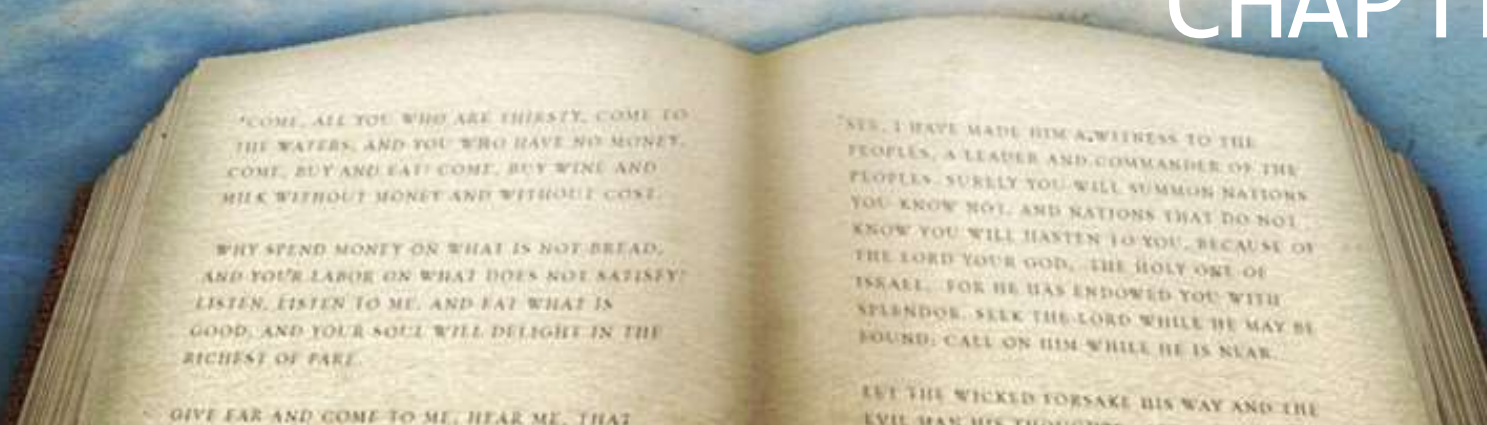 CHAPT
"COME, ALL YOU WHO ARE THIRSTY, COME TO
THE WATERS, AND YOU WHO HAVE NO MONEY,
COME, BUY AND EAT! COME, BUY WINE AND
MILK WITHOUT MONEY AND WITHOUT COST.
WHY SPEND MONEY ON WHAT IS NOT BREAD,
AND YOUR LABOR ON WHAT DOES NOT SATISFY?
LISTEN, LISTEN TO ME, AND EAT WHAT IS
GOOD, AND YOUR SOUL WILL DELIGHT IN THE
RICHEST OF FARE.
GIVE EAR AND COME TO ME, HEAR ME, THAT
"SEE, I HAVE MADE HIM A WITNESS TO THE
PEOPLES, A LEADER AND COMMANDER OF THE
PEOPLES. SURELY YOU WILL SUMMON NATIONS
YOU KNOW NOT, AND NATIONS THAT DO NOT
KNOW YOU WILL HASTEN TO YOU, BECAUSE OF
THE LORD YOUR GOD, THE HOLY ONE OF
ISRAEL, FOR HE HAS ENDOWED YOU WITH
SPLENDOR. SEEK THE LORD WHILE HE MAY BE
FOUND; CALL ON HIM WHILE HE IS NEAR.
LET THE WICKED FORSAKE HIS WAY AND THE
EVIL MAN HIS THOUGHTS